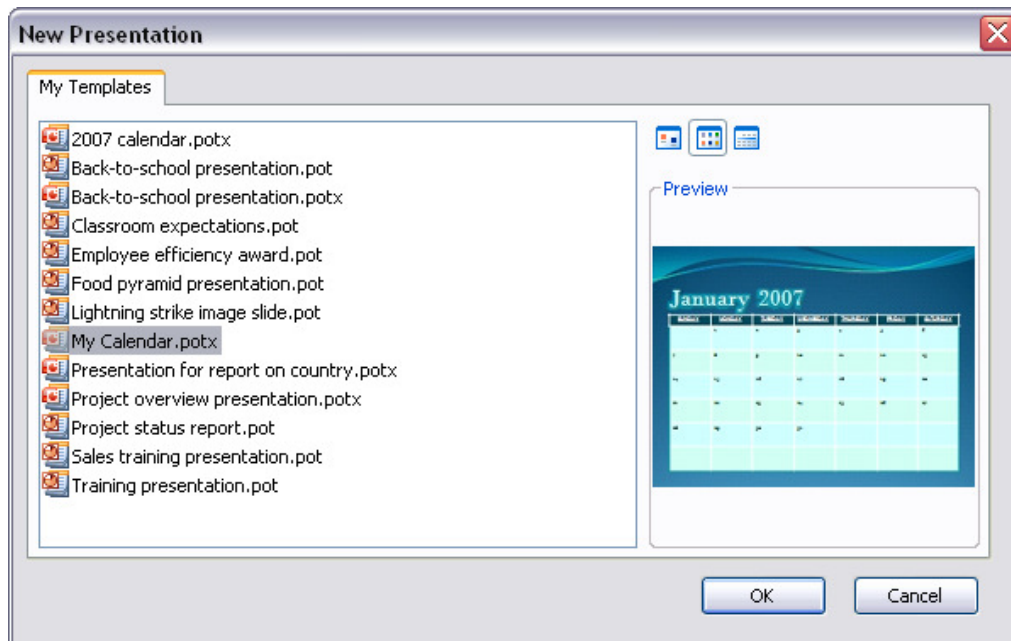 New Presentation
My Templates
2007 calendar.potx
Back-to-school presentation.pot
Back-to-school presentation.potx
Classroom expectations.pot
Employee efficiency award.pot
Food pyramid presentation.pot
Lightning strike image slide.pot
My Calendar.potx
Presentation for report on country.potx
Project overview presentation.potx
Project status report.pot
Sales training presentation.pot
Training presentation.pot
Preview
January 2007
OK
Cancel